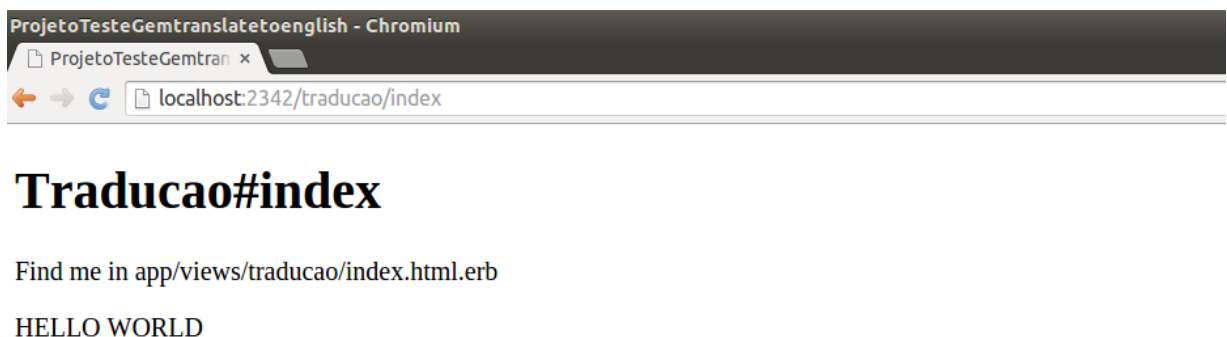 ProjetoTesteGemtranslatetoenglish - Chromium
ProjetoTesteGemtran ×
localhost:2342/traducao/index
Traducao#index
Find me in app/views/traducao/index.html.erb
HELLO WORLD